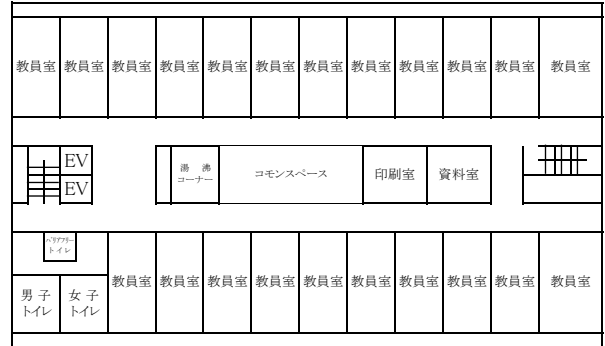 教員室 教員室 教員室 教員室 教員室 教員室 教員室 教員室 教員室 教員室 教員室 教員室
EV
EV
湯 沸
コーナー
コモンスペース
印刷室
資料室
バリアフリー
トイレ
男 子
トイレ
女 子
トイレ
教員室 教員室 教員室 教員室 教員室 教員室 教員室 教員室 教員室 教員室